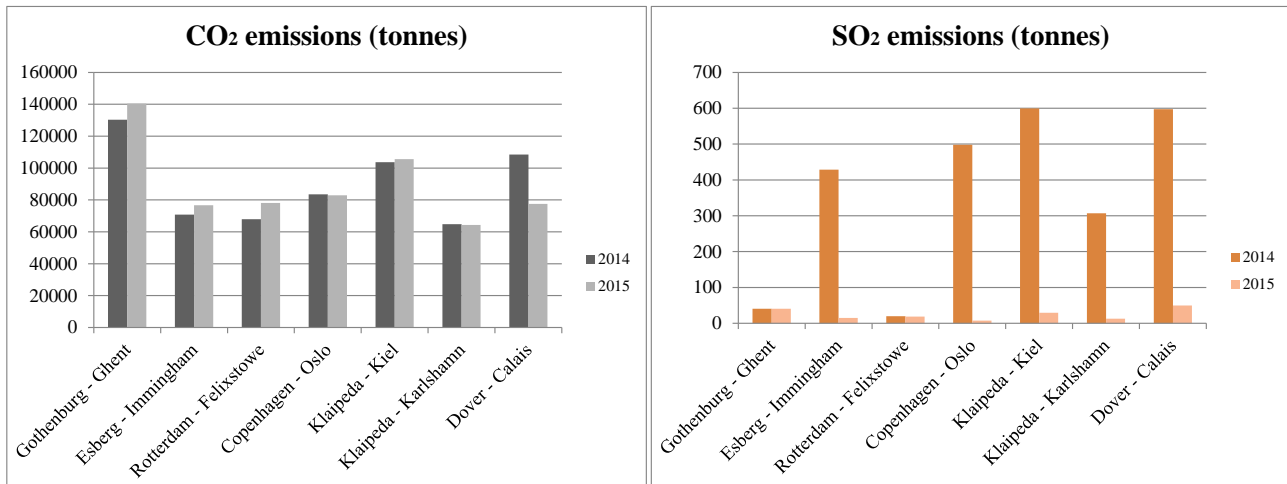 CO₂ emissions (tonnes)
160000
140000
120000
100000
80000
60000
40000
20000
0
2014
2015
Gothenburg - Ghent
Esberg - Immingham
Rotterdam - Felixstowe
Copenhagen - Oslo
Klaipeda - Kiel
Klaipeda - Karlshamn
Dover - Calais
SO₂ emissions (tonnes)
700
600
500
400
300
200
100
0
2014
2015
Gothenburg - Ghent
Esberg - Immingham
Rotterdam - Felixstowe
Copenhagen - Oslo
Klaipeda - Kiel
Klaipeda - Karlshamn
Dover - Calais